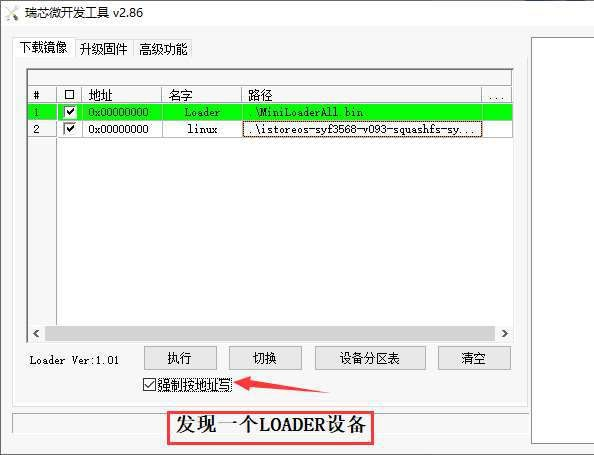 瑞芯微开发工具 v2.86
下载镜像 升级固件 高级功能
# 地址 名字 路径 ...
1 0x00000000 Loader .\MiniLoaderAll.bin
2 0x00000000 linux .\istoreos-syf3568-v093-squashfs-sy...
Loader Ver:1.01 执行 切换 设备分区表 清空
强制按地址写
发现一个LOADER设备